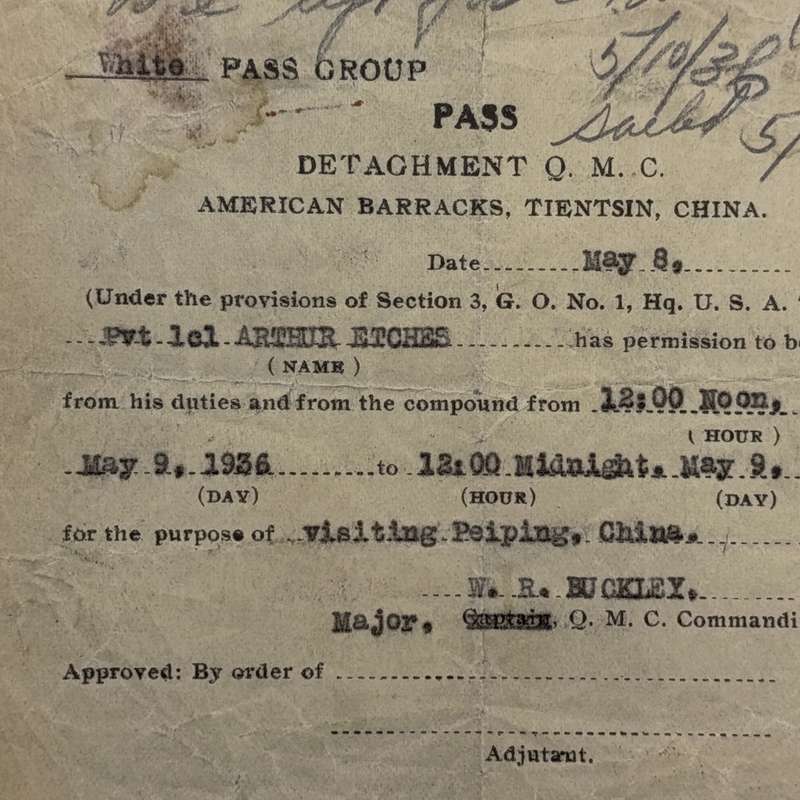 5/10/38
White PASS GROUP
PASS
DETACHMENT Q. M. C.
AMERICAN BARRACKS, TIENTSIN, CHINA.
Date May 8,
(Under the provisions of Section 3, G. O. No. 1, Hq. U. S. A.
Pvt 1cl ARTHUR ETCHES has permission to b
(NAME)
from his duties and from the compound from 12:00 Noon,
(HOUR)
May 9, 1936 to 12:00 Midnight. May 9,
(DAY) (HOUR) (DAY)
for the purpose of visiting Peiping, China.
W. R. BUCKLEY.
Major, Captain, Q. M. C. Commandi
Approved: By order of
Adjutant.